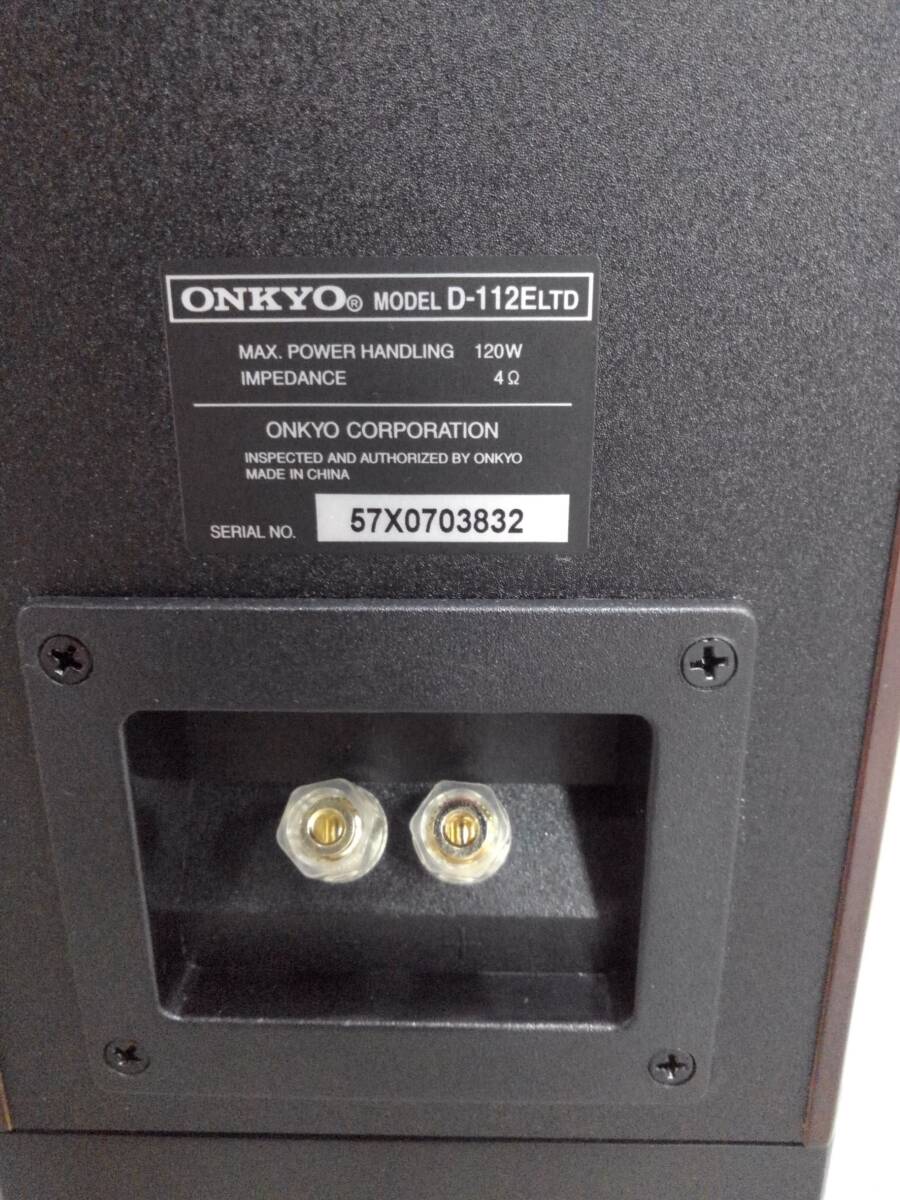 ONKYO® MODEL D-112ELTD
MAX. POWER HANDLING 120W
IMPEDANCE 4Ω
ONKYO CORPORATION
INSPECTED AND AUTHORIZED BY ONKYO
MADE IN CHINA
SERIAL NO. 57X0703832